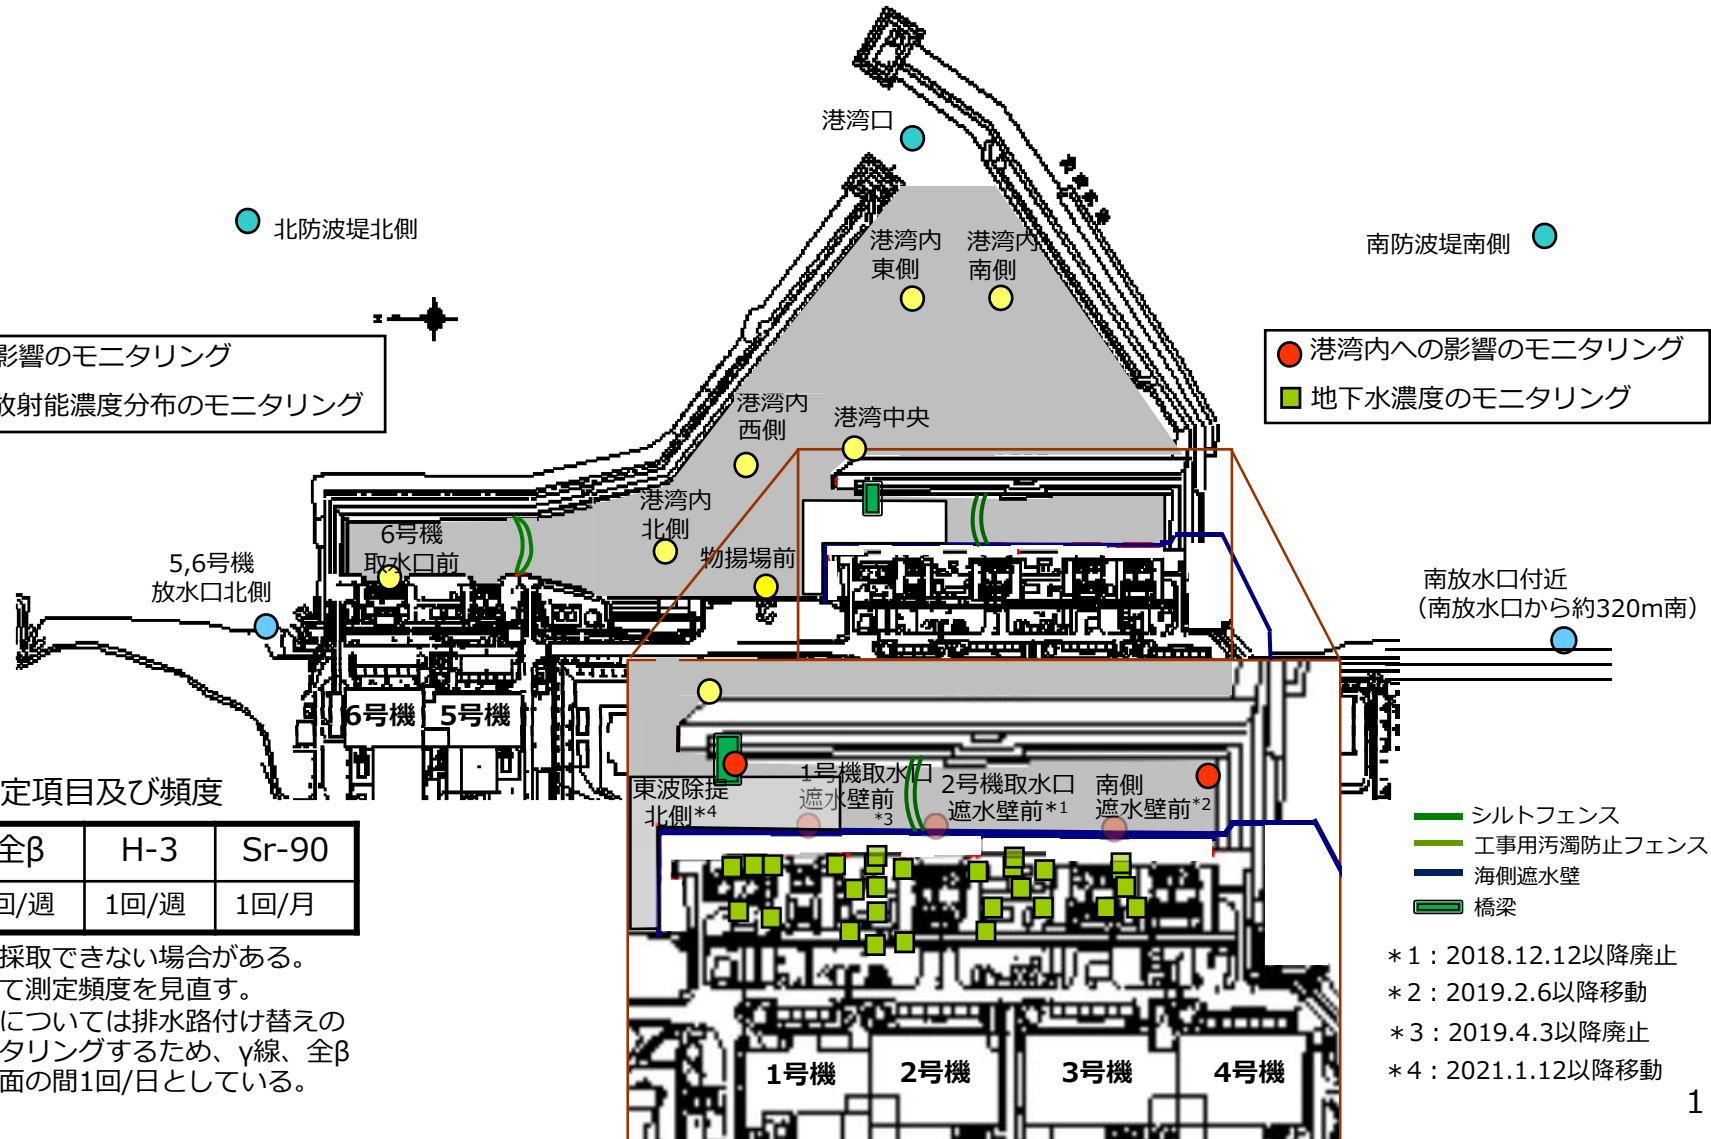 港湾口
北防波堤北側
南防波堤南側
港湾内
東側
港湾内
南側
影響のモニタリング
放射能濃度分布のモニタリング
港湾内への影響のモニタリング
地下水濃度のモニタリング
港湾内
西側
港湾中央
港湾内
北側
6号機
取水口前
物揚場前
5,6号機
放水口北側
南放水口付近
（南放水口から約320m南）
6号機
5号機
定項目及び頻度
全β
H-3
Sr-90
回/週
1回/週
1回/月
採取できない場合がある。
て測定頻度を見直す。
については排水路付け替えの
タリングするため、γ線、全β
面の間1回/日としている。
東波除堤
北側*4
1号機取水口
遮水壁前
*3
2号機取水口
遮水壁前*1
南側
遮水壁前*2
シルトフェンス
工事用汚濁防止フェンス
海側遮水壁
橋梁
1号機
2号機
3号機
4号機
＊1：2018.12.12以降廃止
＊2：2019.2.6以降移動
＊3：2019.4.3以降廃止
＊4：2021.1.12以降移動
1